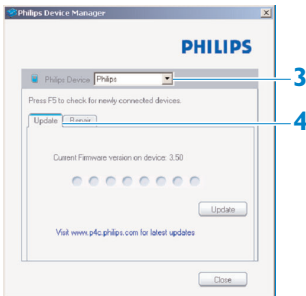 Philips Device Manager
PHILIPS
Philips Device Philips
3
Press F5 to check for newly connected devices.
Update Repair
4
Current Firmware version on device: 3.50
Update
Visit www.p4c.philips.com for latest updates
Close